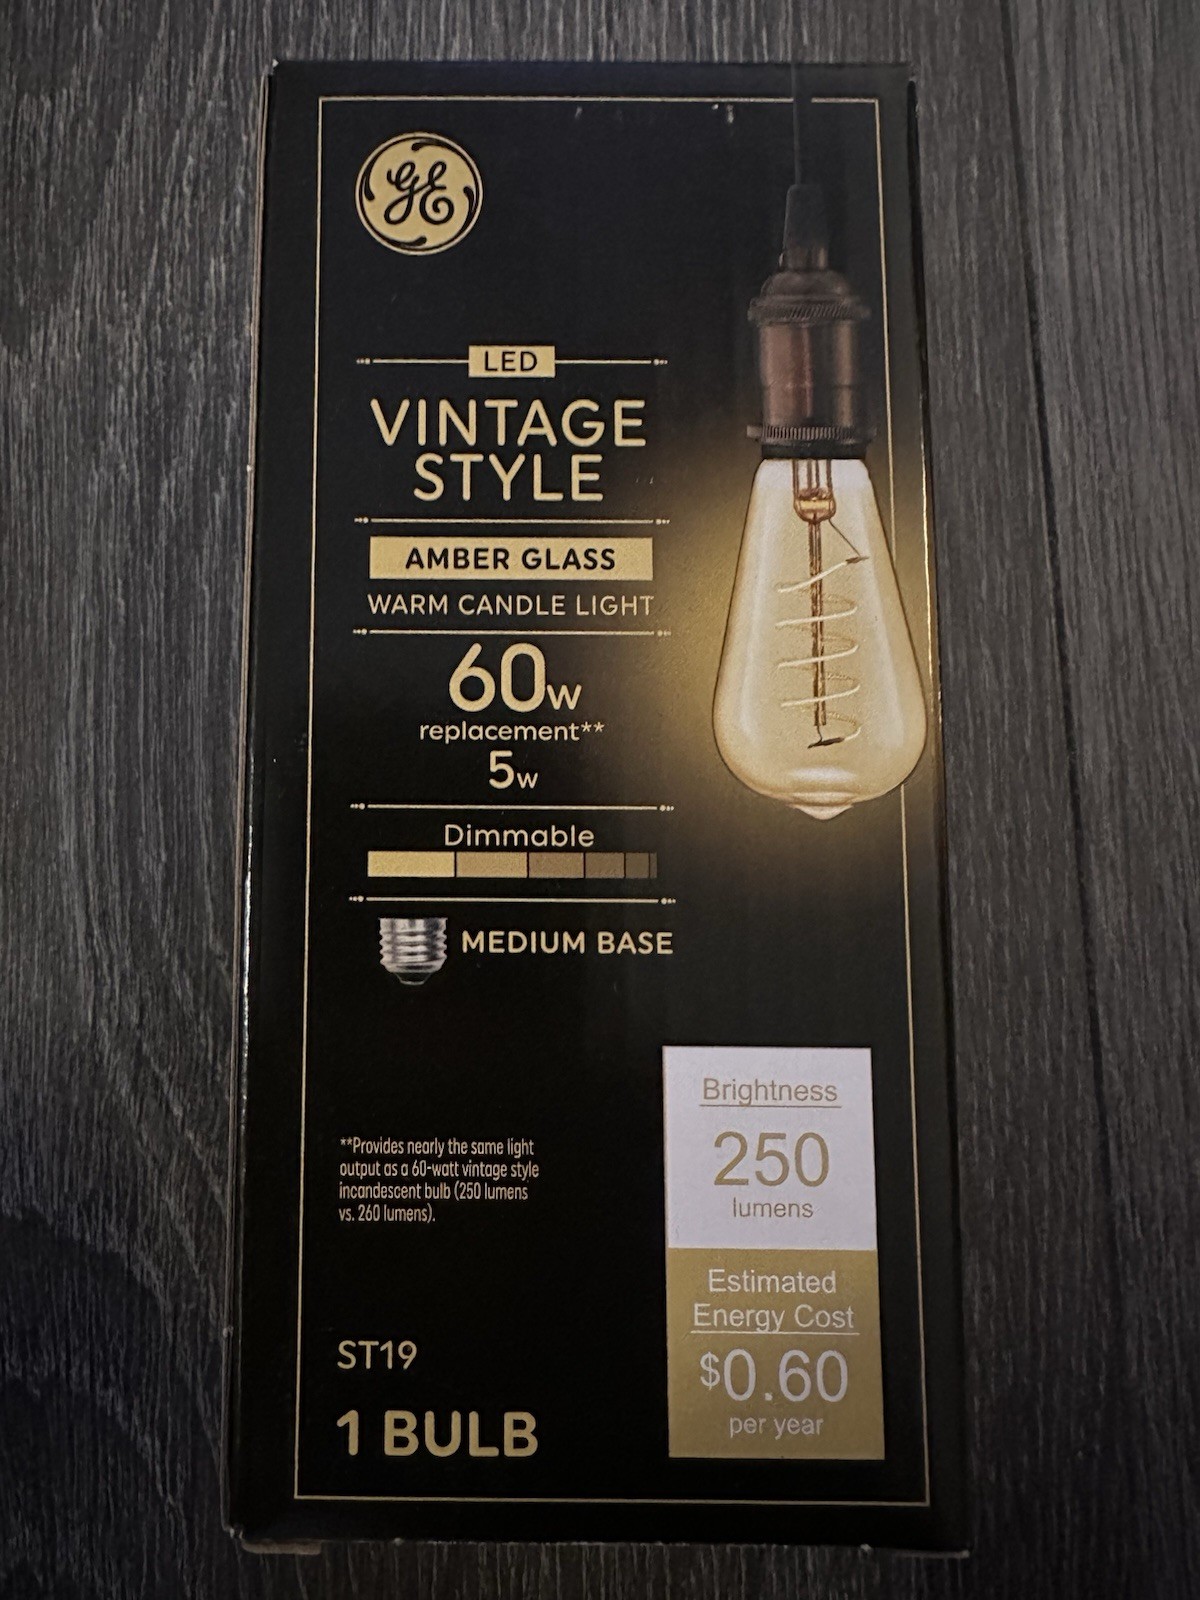 GE
LED
VINTAGE
STYLE
AMBER GLASS
WARM CANDLE LIGHT
60w
replacement**
5w
Dimmable
MEDIUM BASE
Brightness
250
lumens
**Provides nearly the same light
output as a 60-watt vintage style
incandescent bulb (250 lumens
vs. 260 lumens).
Estimated
Energy Cost
$0.60
per year
ST19
1 BULB